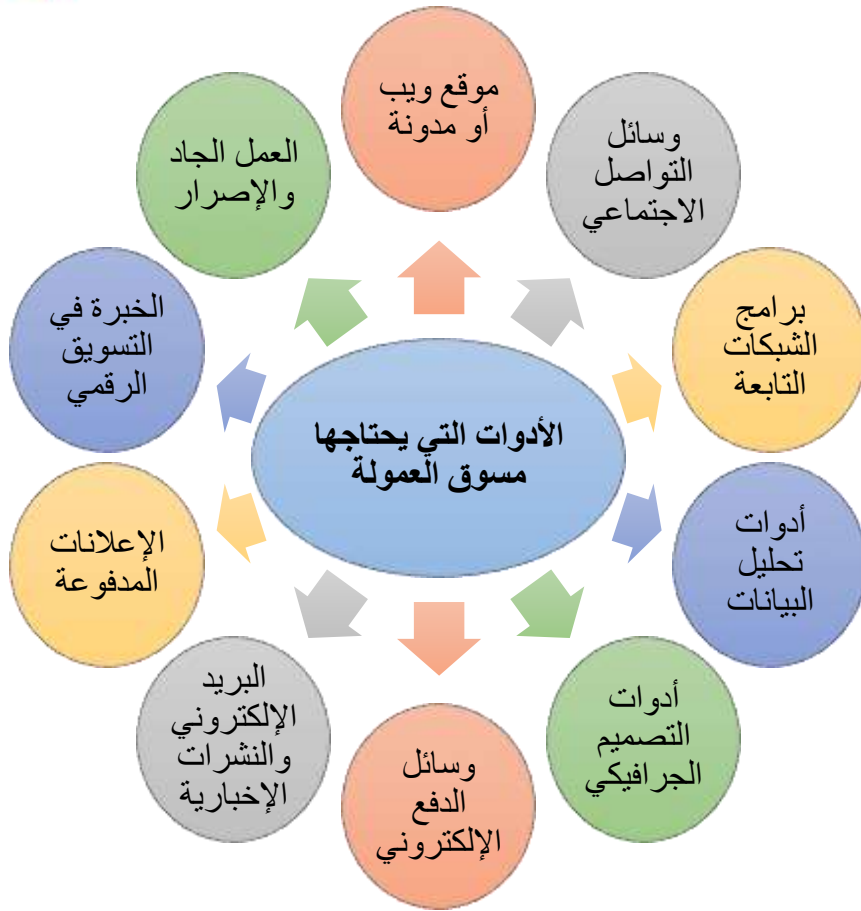 موقع ويب
أو مدونة
وسائل
التواصل
الاجتماعي
برامج
الشبكات
التابعة
أدوات
تحليل
البيانات
أدوات
التصميم
الجرافيكي
وسائل
الدفع
الإلكتروني
البريد
الإلكتروني
والنشرات
الإخبارية
الإعلانات
المدفوعة
الخبرة في
التسويق
الرقمي
العمل الجاد
والإصرار
الأدوات التي يحتاجها
مسوق العمولة